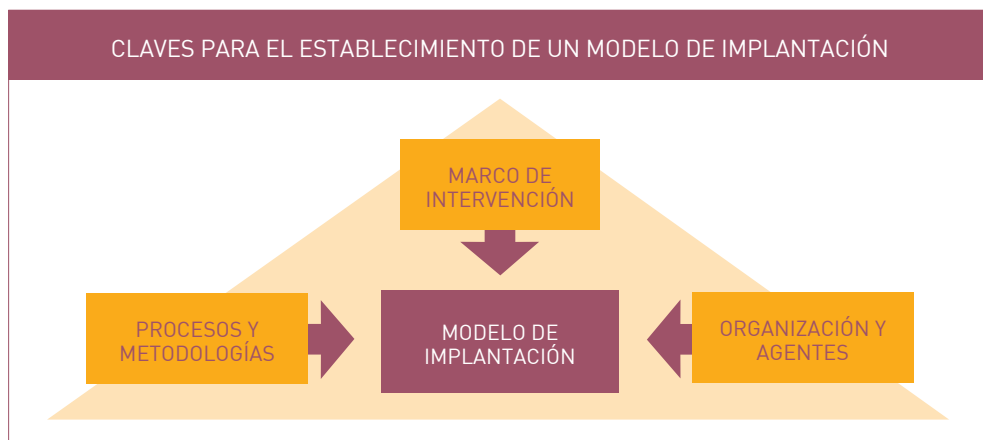 CLAVES PARA EL ESTABLECIMIENTO DE UN MODELO DE IMPLANTACIÓN
MARCO DE
INTERVENCIÓN
PROCESOS Y
METODOLOGÍAS
MODELO DE
IMPLANTACIÓN
ORGANIZACIÓN Y
AGENTES